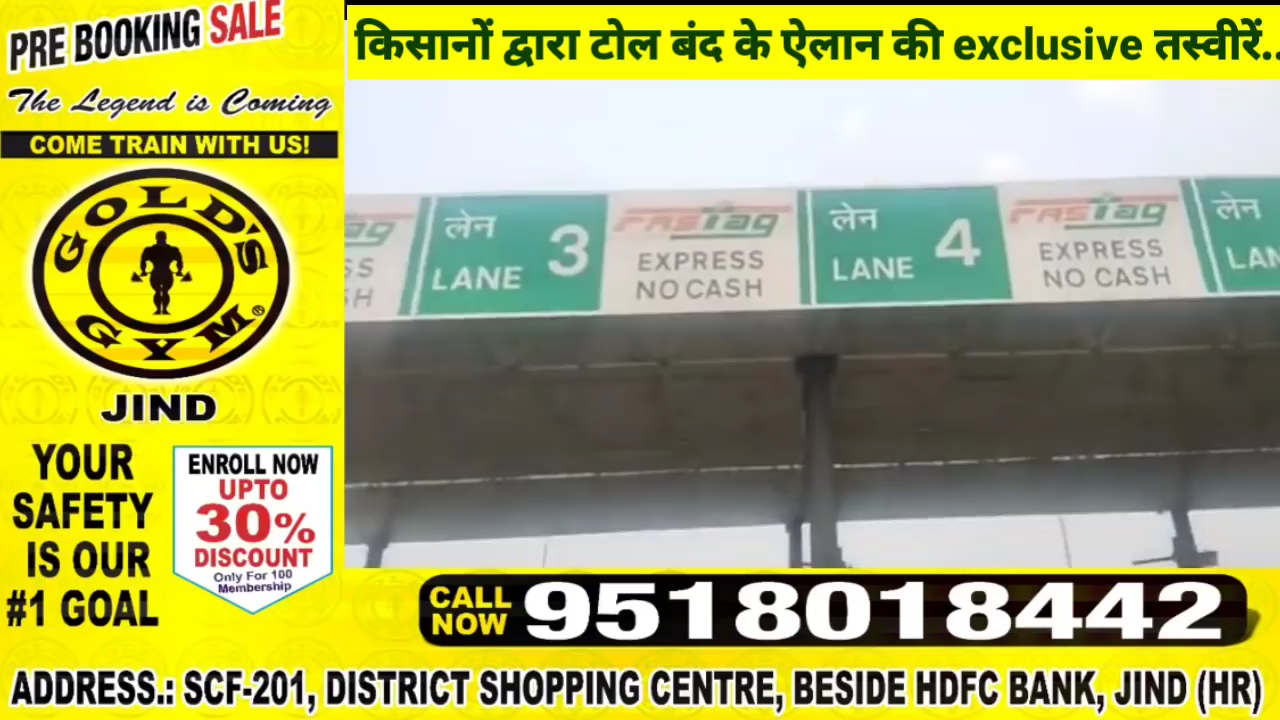 PRE BOOKING SALE
The Legend is Coming
COME TRAIN WITH US!
GOLD'S
GYM®
JIND
YOUR
SAFETY
IS OUR
#1 GOAL
ENROLL NOW
UPTO
30%
DISCOUNT
Only For 100
Membership
किसानों द्वारा टोल बंद के ऐलान की exclusive तस्वीरें..
लेन
LANE 3
FASTag
EXPRESS
NO CASH
लेन
LANE 4
FASTag
EXPRESS
NO CASH
लेन
CALL
NOW
9518018442
ADDRESS.: SCF-201, DISTRICT SHOPPING CENTRE, BESIDE HDFC BANK, JIND (HR)